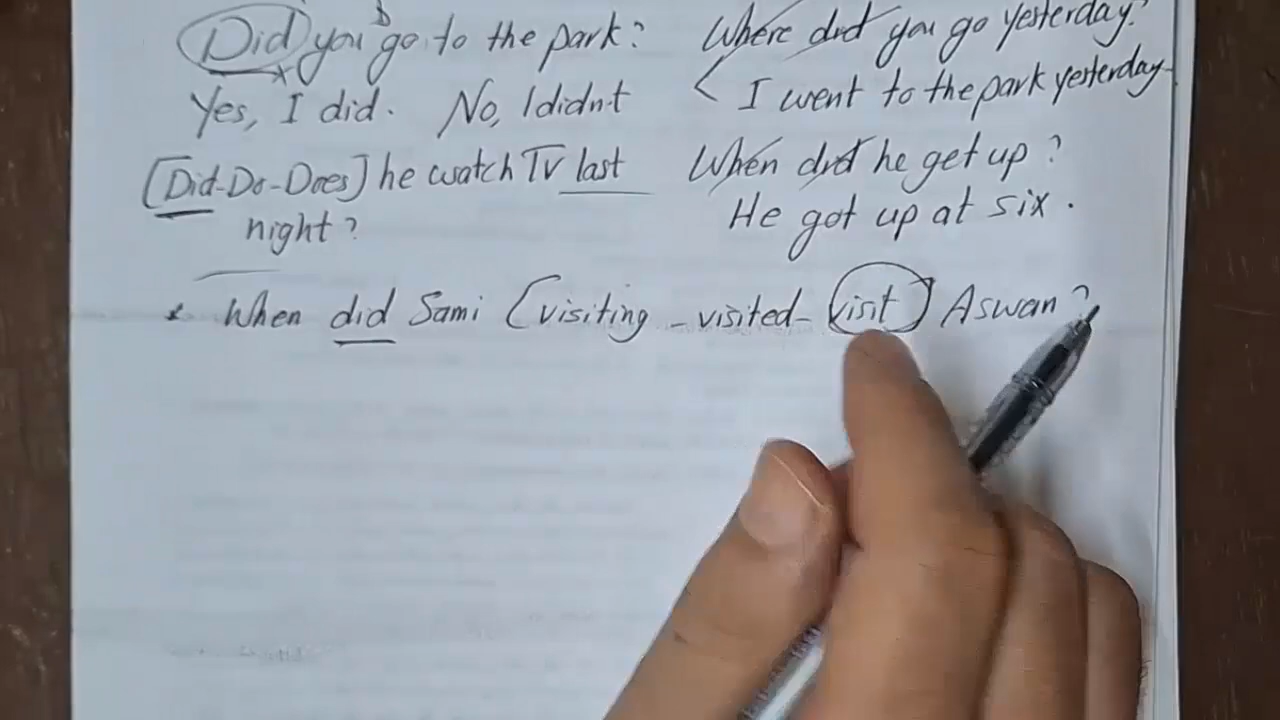 Did you go to the park?
Yes, I did. No, I didn't
[Did-Do-Does] he watch Tv last
night?
Where did you go yesterday?
I went to the park yesterday
When did he get up?
He got up at six.
* When did Sami [visiting - visited - visit] Aswan?